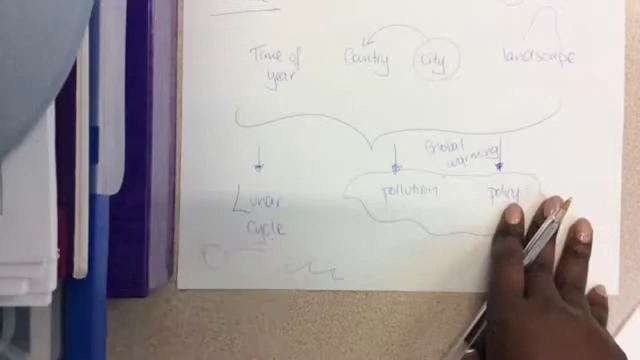 Time of
year
Country
city
landscape
Global
warming
Lunar
cycle
pollution
policy